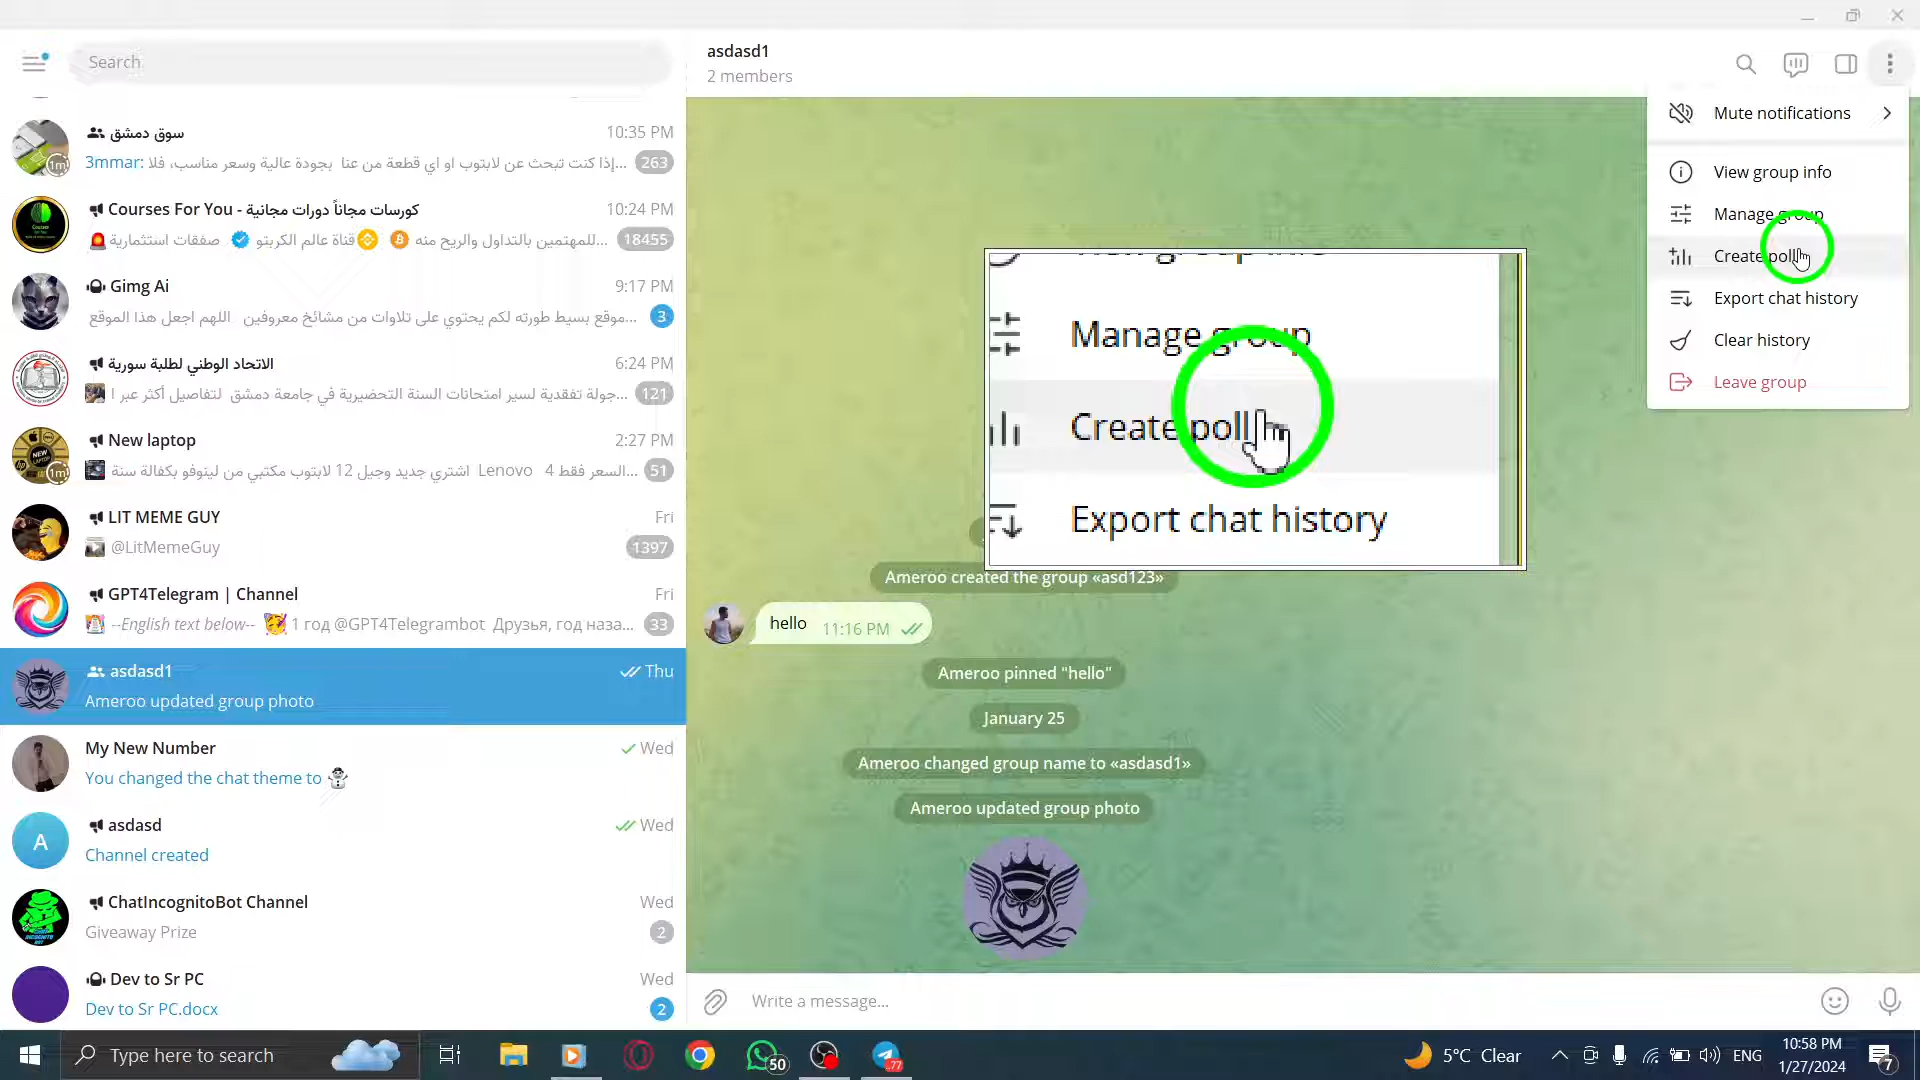 Search
سوق دمشق
10:35 PM
3mmar: إذا كنت تبحث عن لابتوب او اي قطعة من عنا بجودة عالية وسعر مناسب، فلا...
263
1m
Courses For You - كورسات مجاناً دورات مجانية
10:24 PM
للمهتمين بالتداول والربح منه قناة عالم الكربتو صفقات استثمارية...
18455
Gimg Ai
9:17 PM
موقع بسيط طورته لكم يحتوي على تلاوات من مشائخ معروفين اللهم اجعل هذا الموقع...
3
الاتحاد الوطني لطلبة سورية
6:24 PM
جولة تفقدية لسير امتحانات السنة التحضيرية في جامعة دمشق لتفاصيل أكثر عبر ا...
121
New laptop
2:27 PM
السعر فقط 4 Lenovo اشتري جديد وجيل 12 لابتوب مكتبي من لينوفو بكفالة سنة...
51
1m
LIT MEME GUY
Fri
@LitMemeGuy
1397
GPT4Telegram | Channel
Fri
--English text below-- 1 год @GPT4Telegrambot Друзья, год наза...
33
asdasd1
Thu
Ameroo updated group photo
My New Number
Wed
You changed the chat theme to
A
asdasd
Wed
Channel created
ChatIncognitoBot Channel
Wed
Giveaway Prize
2
Dev to Sr PC
Wed
Dev to Sr PC.docx
2
asdasd1
2 members
Mute notifications
View group info
Manage group
Create poll
Export chat history
Clear history
Leave group
Manage group
Create poll
Export chat history
Ameroo created the group «asd123»
hello
11:16 PM
Ameroo pinned "hello"
January 25
Ameroo changed group name to «asdasd1»
Ameroo updated group photo
Write a message...
Type here to search
50
77
5°C Clear
ENG
10:58 PM
1/27/2024
7